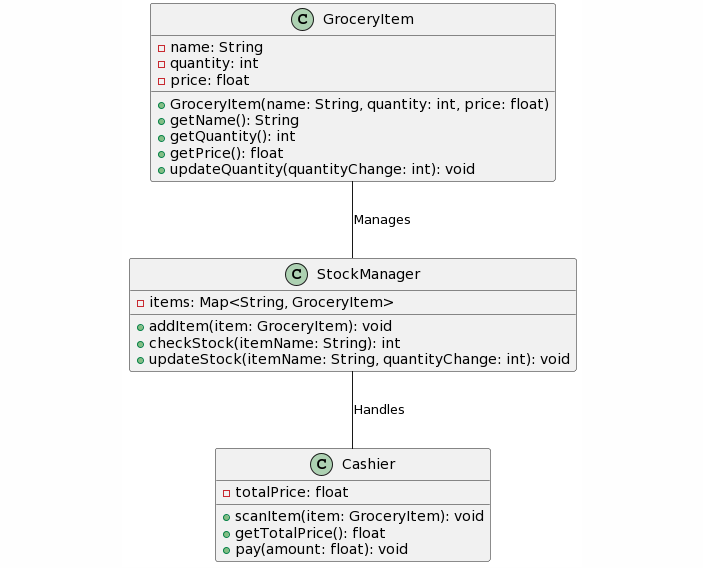 C GroceryItem
name: String
quantity: int
price: float
GroceryItem(name: String, quantity: int, price: float)
getName(): String
getQuantity(): int
getPrice(): float
updateQuantity(quantityChange: int): void
Manages
C StockManager
items: Map<String, GroceryItem>
addItem(item: GroceryItem): void
checkStock(itemName: String): int
updateStock(itemName: String, quantityChange: int): void
Handles
C Cashier
totalPrice: float
scanItem(item: GroceryItem): void
getTotalPrice(): float
pay(amount: float): void